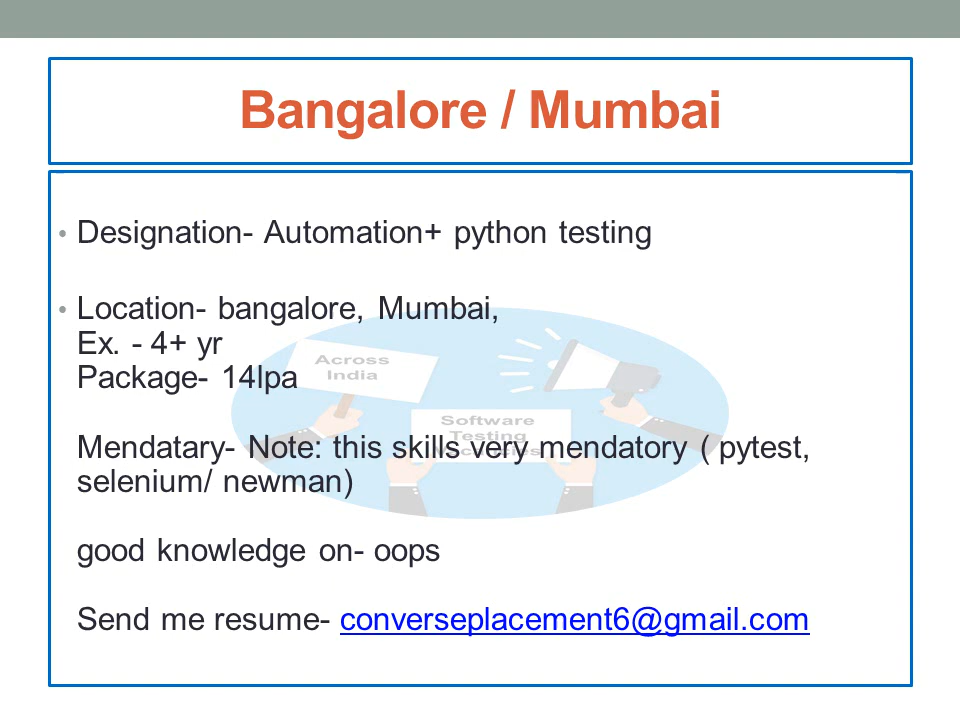 Bangalore / Mumbai
• Designation- Automation+ python testing
• Location- bangalore, Mumbai,
Ex. - 4+ yr
Package- 14lpa
Across
India
Software
Testing
Vacancies
Mendatary- Note: this skills very mendatory ( pytest,
selenium/ newman)
good knowledge on- oops
Send me resume- converseplacement6@gmail.com